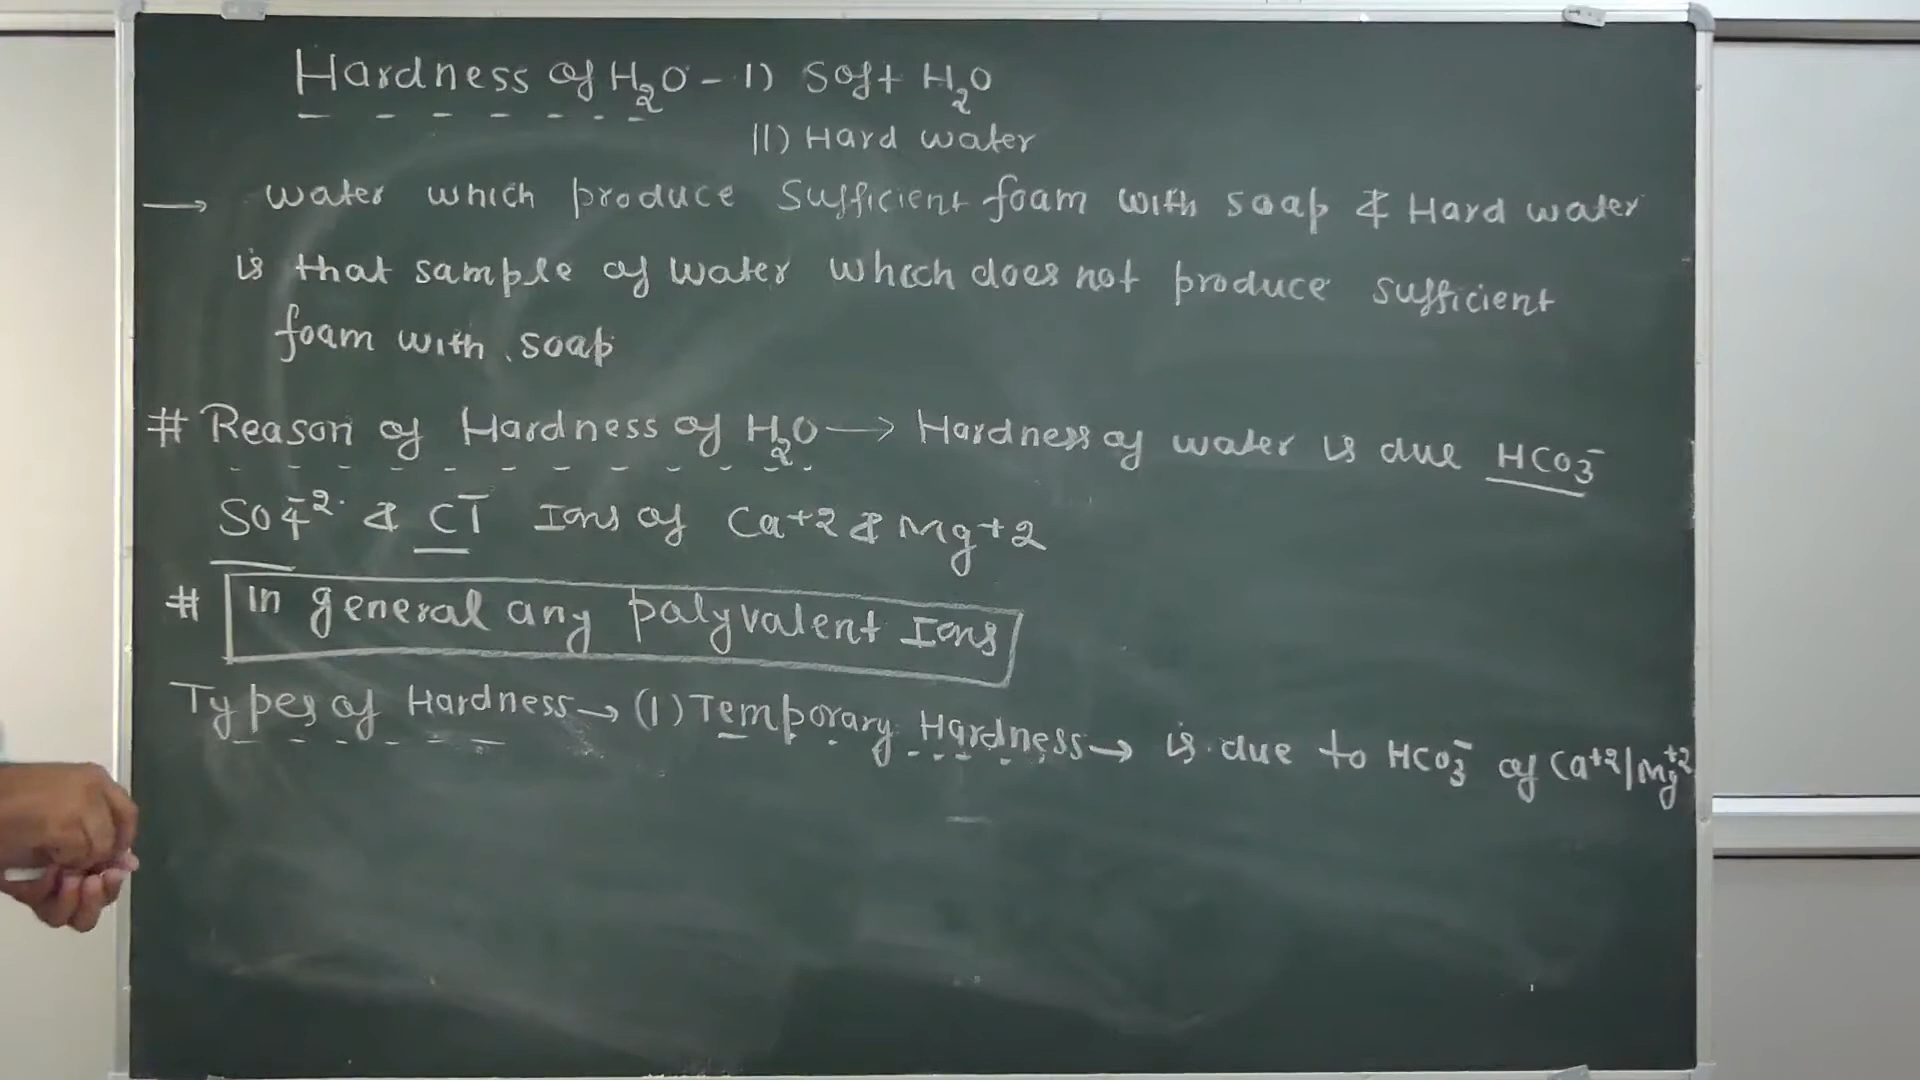 Hardness of H₂O - I) Soft H₂O
II) Hard water
→ water which produce sufficient foam with soap & Hard water
is that sample of water which does not produce sufficient
foam with soap
# Reason of Hardness of H₂O → Hardness of water is due HCO₃⁻
SO₄⁻² & Cl⁻ Ions of Ca+2 & Mg+2
# In general any polyvalent Ions
Types of Hardness → (1) Temporary Hardness → is due to HCO₃⁻ of Ca⁺²/Mg⁺²